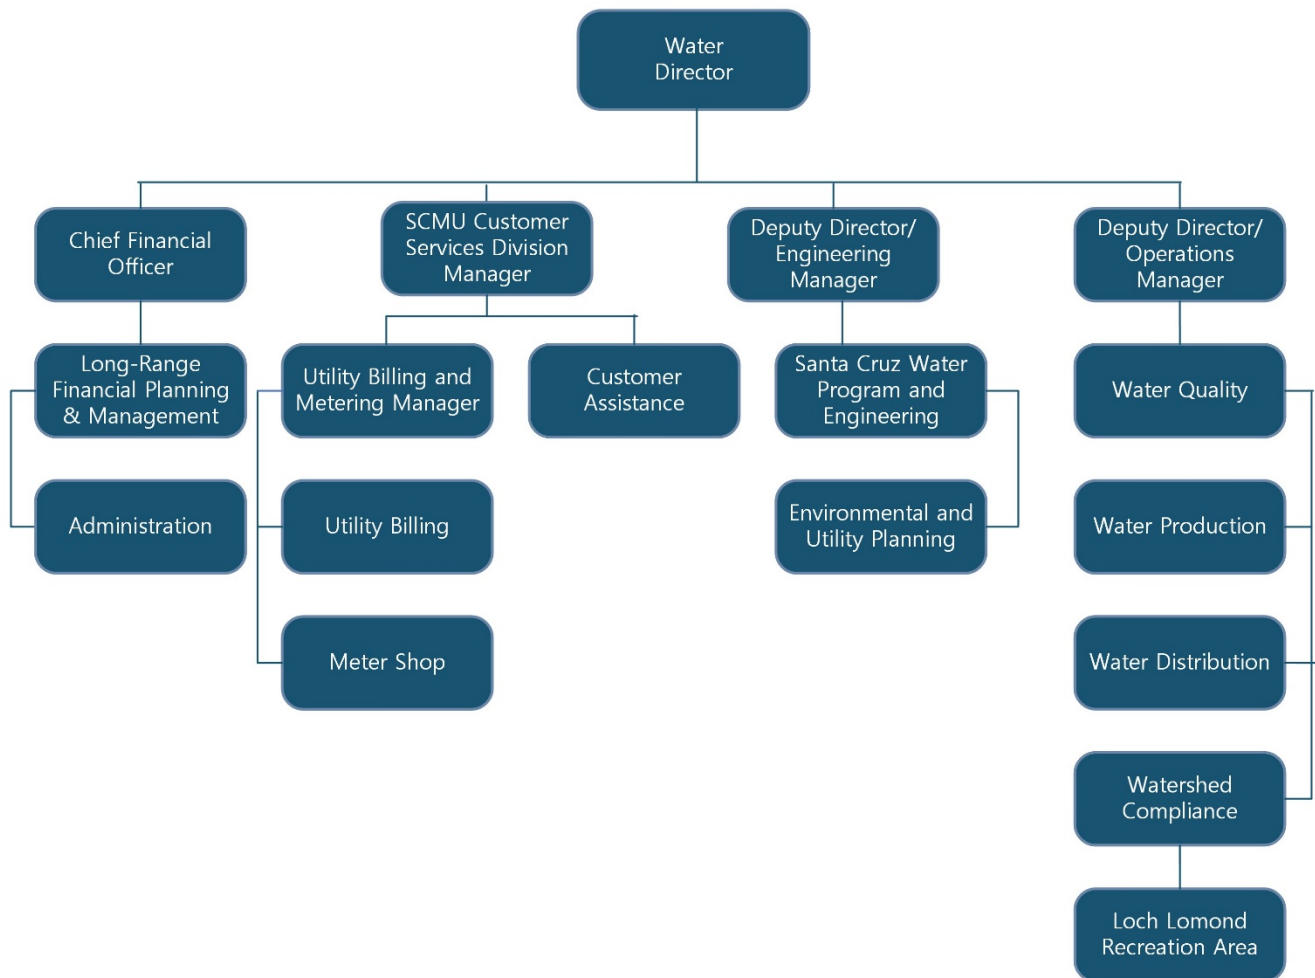 Water
Director
Chief Financial
Officer
SCMU Customer
Services Division
Manager
Deputy Director/
Engineering
Manager
Deputy Director/
Operations
Manager
Long-Range
Financial Planning
& Management
Utility Billing and
Metering Manager
Customer
Assistance
Santa Cruz Water
Program and
Engineering
Water Quality
Administration
Utility Billing
Environmental and
Utility Planning
Water Production
Meter Shop
Water Distribution
Watershed
Compliance
Loch Lomond
Recreation Area